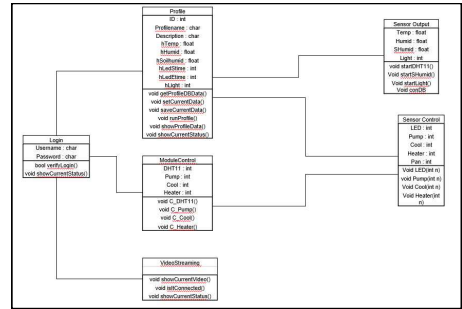 Profile
ID : int
Profilename : char
Description : char
hTemp : float
hHumid : float
hSoilhumid : float
hLedStime : int
hLedEtime : int
hLight : int
void getProfileDBData()
void setCurrentData()
void saveCurrentData()
void runProfile()
void showProfileData()
void showCurrentStatus()
Sensor Output
Temp : float
Humid : float
SHumid : float
Light : int
void startDHT11()
Void startSHumid()
Void startLight()
Void conDB
Sensor Control
LED : int
Pump : int
Cool : int
Heater : int
Pan : int
Void LED(int n)
void Pump(int n)
Void Cool(int n)
Void Heater(int
n)
Login
Username : char
Password : char
bool verifyLogin()
void showCurrentStatus()
ModuleControl
DHT11 : int
Pump : int
Cool : int
Heater : int
void C_DHT11()
void C_Pump()
void C_Cool()
void C_Heater()
VideoStreaming
void showCurrentVideo()
void isItConnected()
void showCurrentStatus()